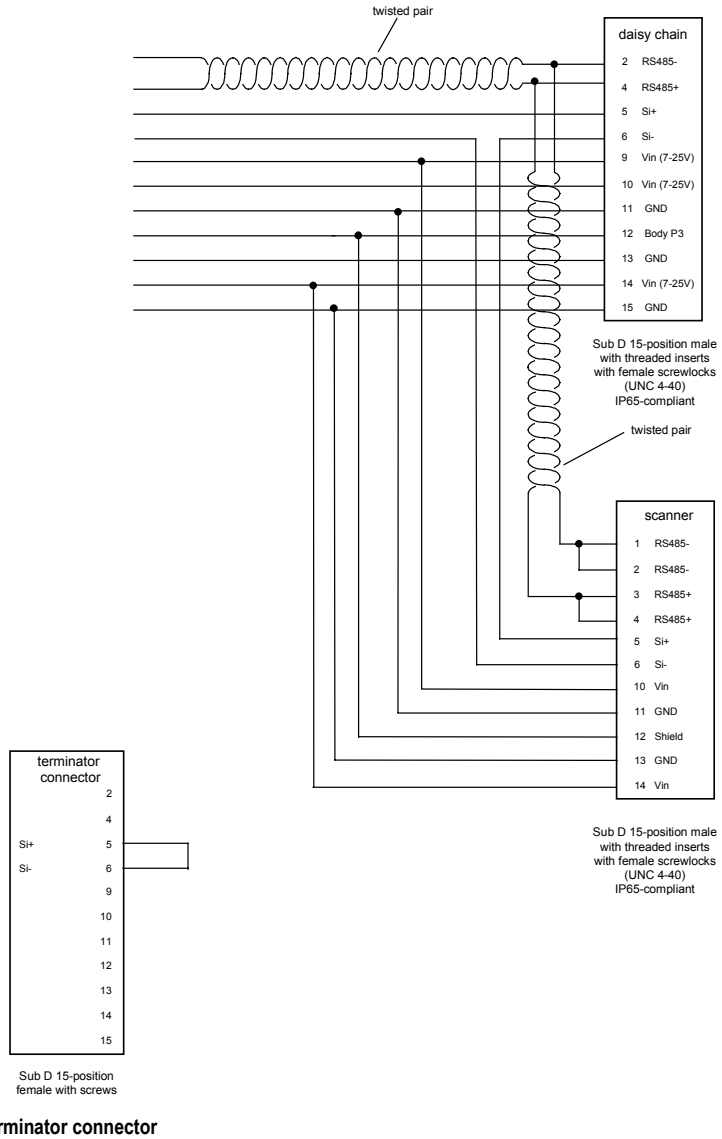 twisted pair
daisy chain
2 RS485-
4 RS485+
5 Si+
6 Si-
9 Vin (7-25V)
10 Vin (7-25V)
11 GND
12 Body P3
13 GND
14 Vin (7-25V)
15 GND
Sub D 15-position male
with threaded inserts
with female screwlocks
(UNC 4-40)
IP65-compliant
twisted pair
scanner
1 RS485-
2 RS485-
3 RS485+
4 RS485+
5 Si+
6 Si-
10 Vin
11 GND
12 Shield
13 GND
14 Vin
Sub D 15-position male
with threaded inserts
with female screwlocks
(UNC 4-40)
IP65-compliant
terminator
connector
2
4
Si+ 5
Si- 6
9
10
11
12
13
14
15
Sub D 15-position
female with screws
rminator connector